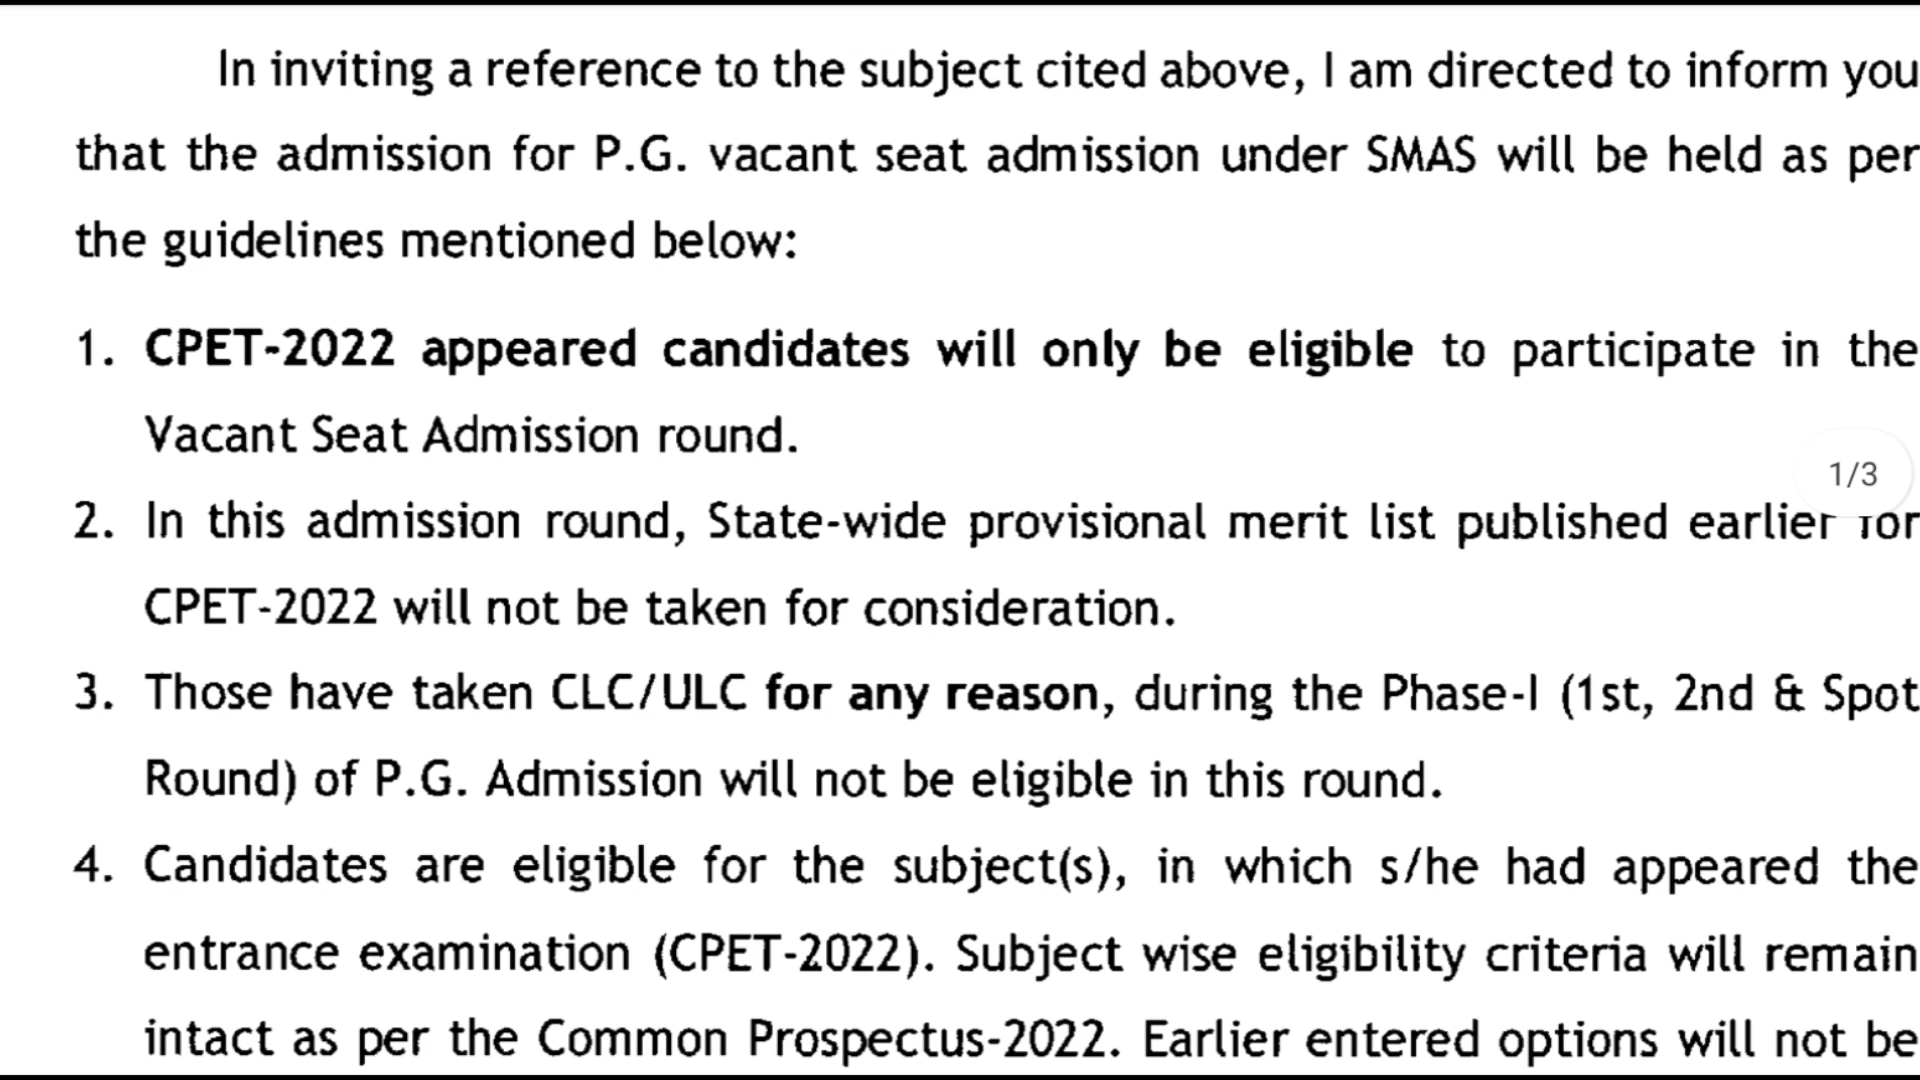 In inviting a reference to the subject cited above, I am directed to inform you
that the admission for P.G. vacant seat admission under SMAS will be held as per
the guidelines mentioned below:
1. CPET-2022 appeared candidates will only be eligible to participate in the
Vacant Seat Admission round.
1/3
2. In this admission round, State-wide provisional merit list published earlier for
CPET-2022 will not be taken for consideration.
3. Those have taken CLC/ULC for any reason, during the Phase-I (1st, 2nd & Spot
Round) of P.G. Admission will not be eligible in this round.
4. Candidates are eligible for the subject(s), in which s/he had appeared the
entrance examination (CPET-2022). Subject wise eligibility criteria will remain
intact as per the Common Prospectus-2022. Earlier entered options will not be